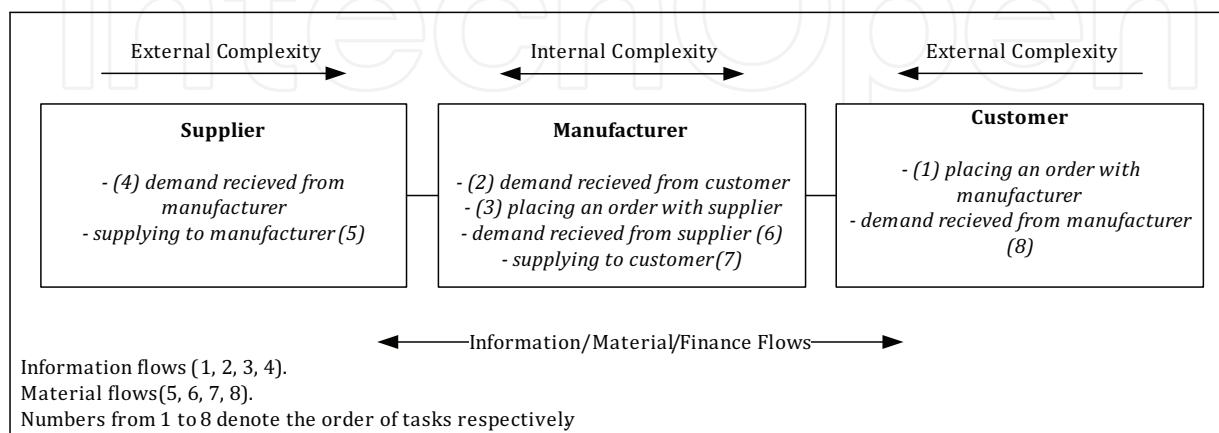 IntechOpen
External Complexity
Internal Complexity
External Complexity
Supplier
- (4) demand recieved from
manufacturer
- supplying to manufacturer (5)
Manufacturer
- (2) demand recieved from customer
- (3) placing an order with supplier
- demand recieved from supplier (6)
- supplying to customer (7)
Customer
- (1) placing an order with
manufacturer
- demand recieved from manufacturer
(8)
Information/Material/Finance Flows
Information flows (1, 2, 3, 4).
Material flows(5, 6, 7, 8).
Numbers from 1 to 8 denote the order of tasks respectively.